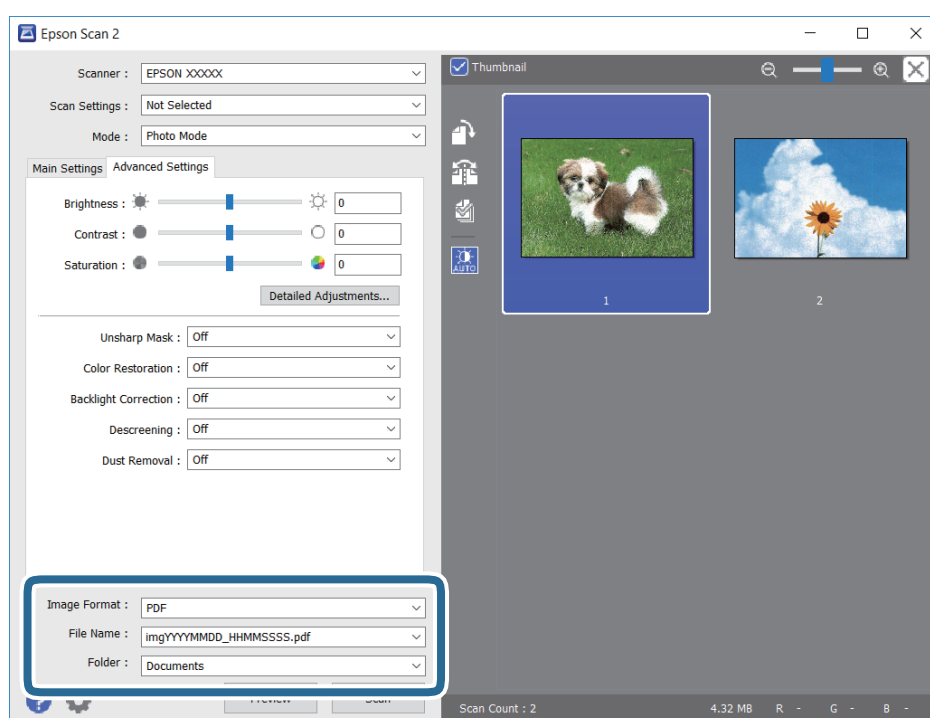 Epson Scan 2
Scanner : EPSON XXXXX
Scan Settings : Not Selected
Mode : Photo Mode
Main Settings Advanced Settings
Brightness : 0
Contrast : 0
Saturation : 0
Detailed Adjustments...
Unsharp Mask : Off
Color Restoration : Off
Backlight Correction : Off
Descreening : Off
Dust Removal : Off
Image Format : PDF
File Name : imgYYYYMMDD_HHMMSSSS.pdf
Folder : Documents
Preview Scan
Thumbnail
AUTO
1
2
Scan Count : 2 4.32 MB R - G - B -